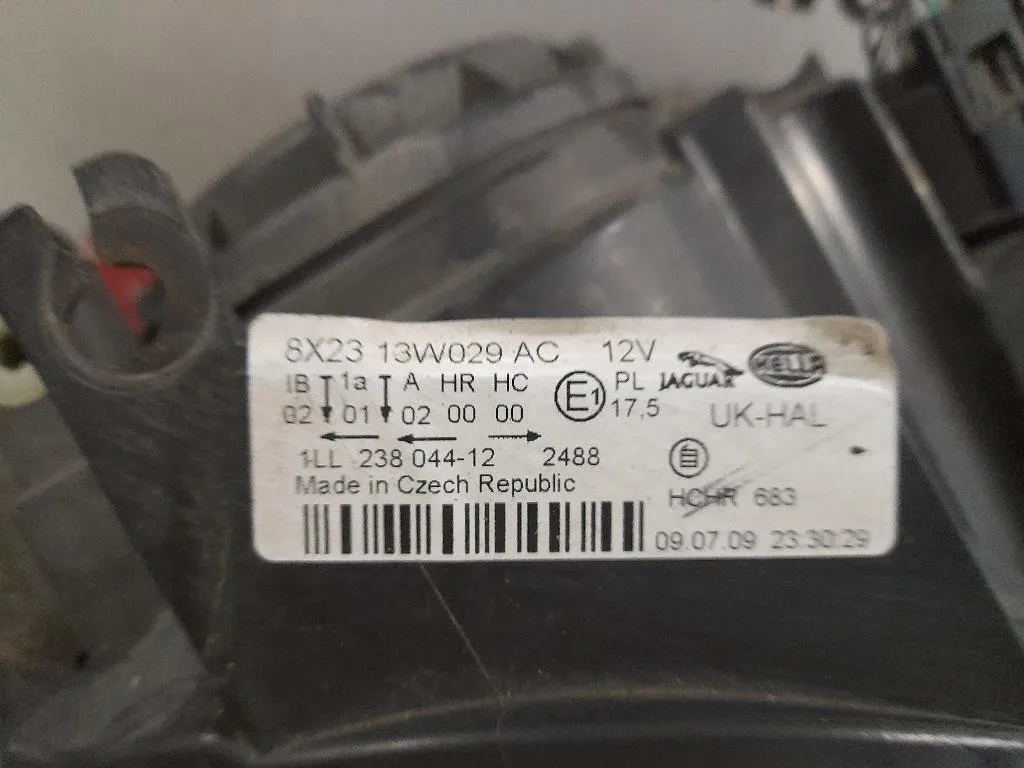 8X23 13W029 AC 12V
IB 1a A HR HC E1 PL JAGUAR HELLA
02 01 02 00 00 17,5 UK-HAL
1LL 238 044-12 2488 自
Made in Czech Republic HCHR 683
09.07.09 23:30:29